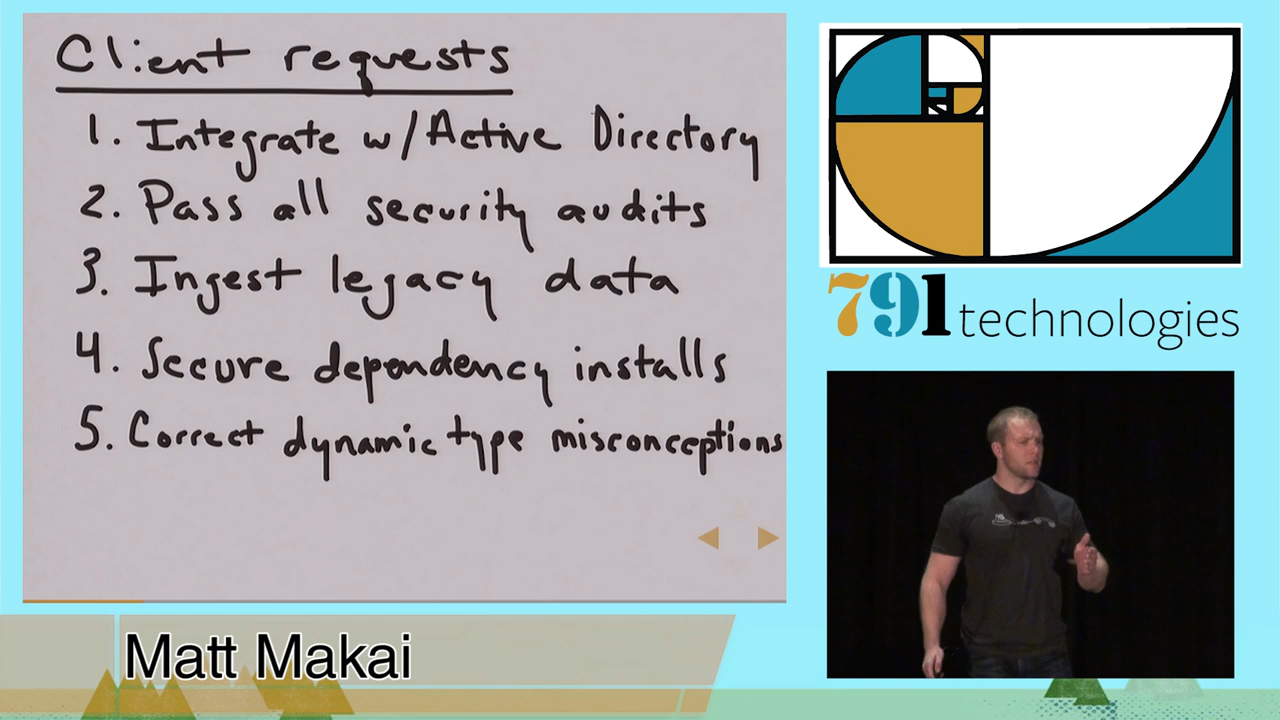 Client requests
1. Integrate w/Active Directory
2. Pass all security audits
3. Ingest legacy data
4. Secure dependency installs
5. Correct dynamic type misconceptions
791 technologies
Matt Makai